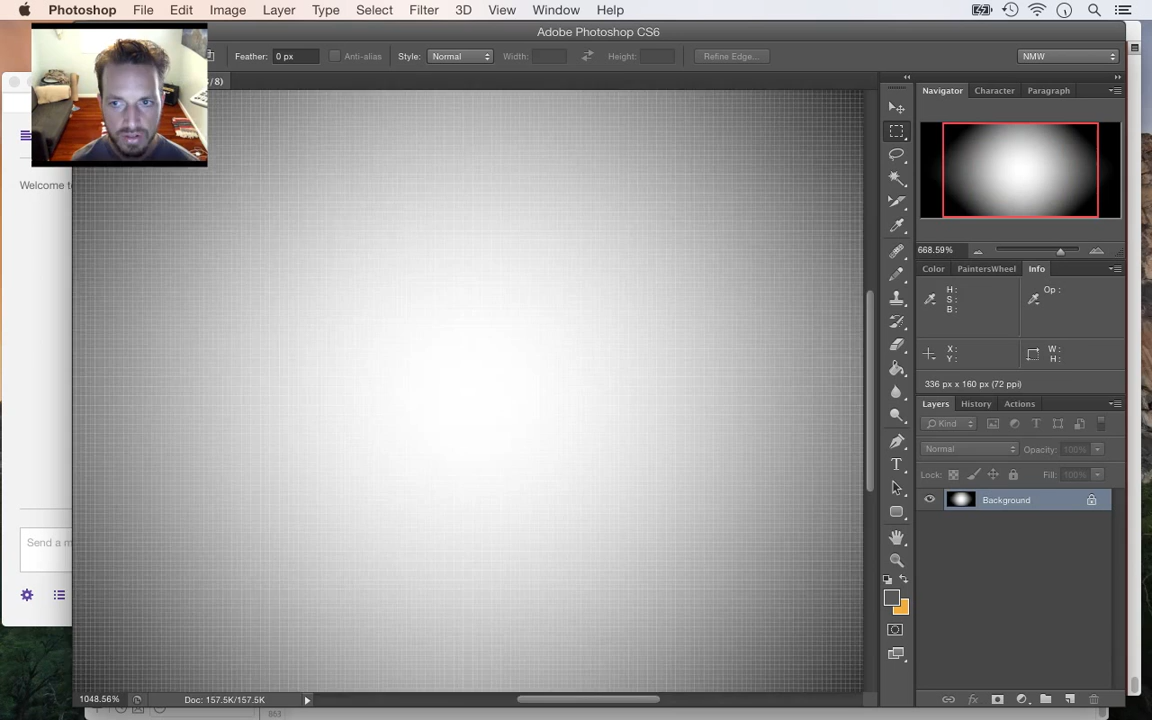 Photoshop File Edit Image Layer Type Select Filter 3D View Window Help
Adobe Photoshop CS6
Feather: 0 px Anti-alias Style: Normal Width: Height: Refine Edge... NMW
/8)
Navigator Character Paragraph
Welcome to
668.59%
Color PaintersWheel Info
H:
S:
B:
Op:
X:
Y:
W:
H:
336 px x 160 px (72 ppi)
Layers History Actions
Kind
Normal Opacity: 100%
Lock: Fill: 100%
Background
Send a m
1048.56% Doc: 157.5K/157.5K
863